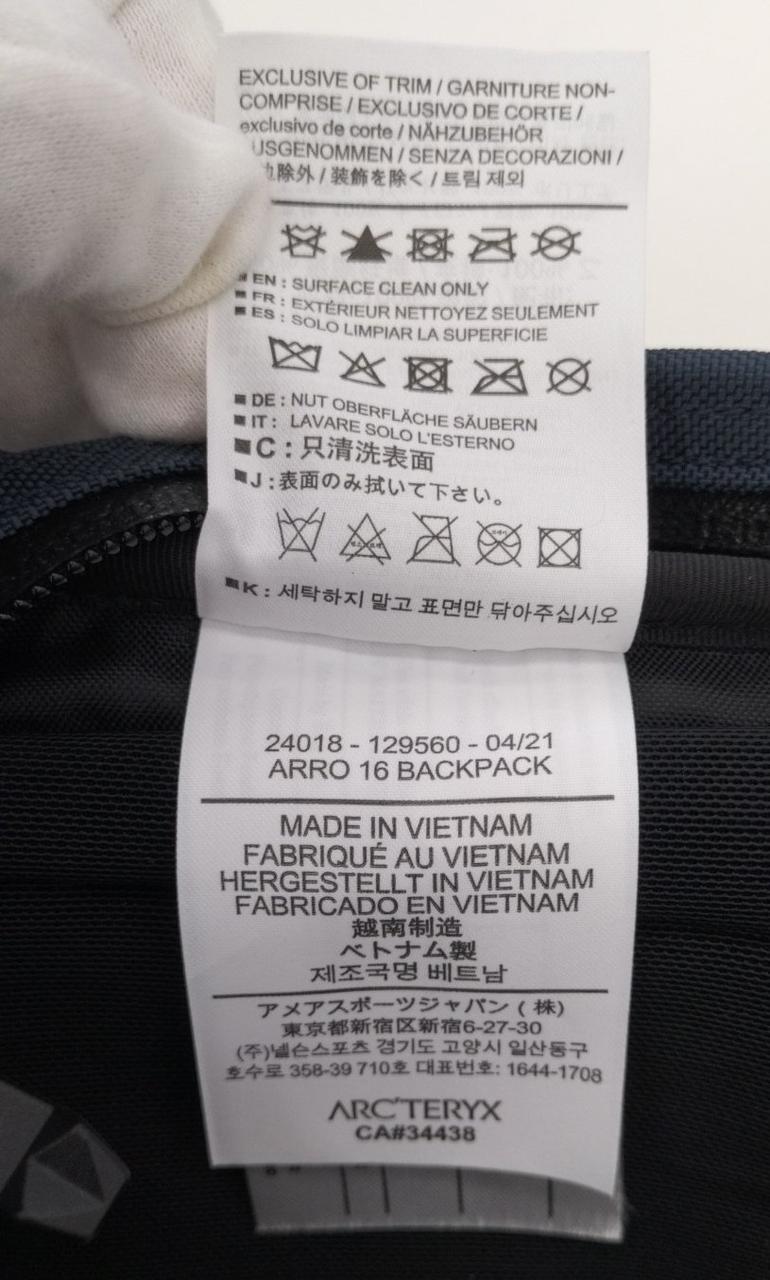 EXCLUSIVE OF TRIM / GARNITURE NON-
COMPRISE / EXCLUSIVO DE CORTE /
exclusivo de corte / NÄHZUBEHÖR
USGENOMMEN / SENZA DECORAZIONI /
除外 / 装飾を除く / 트림 제외
EN : SURFACE CLEAN ONLY
FR : EXTÉRIEUR NETTOYEZ SEULEMENT
ES : SOLO LIMPIAR LA SUPERFICIE
DE : NUT OBERFLÄCHE SÄUBERN
IT : LAVARE SOLO L'ESTERNO
C : 只清洗表面
J : 表面のみ拭いて下さい。
K : 세탁하지 말고 표면만 닦아주십시오
24018 - 129560 - 04/21
ARRO 16 BACKPACK
MADE IN VIETNAM
FABRIQUÉ AU VIETNAM
HERGESTELLT IN VIETNAM
FABRICADO EN VIETNAM
越南制造
ベトナム製
제조국명 베트남
アメアスポーツジャパン ( 株)
東京都新宿区新宿6-27-30
(주)넬슨스포츠 경기도 고양시 일산동구
호수로 358-39 710호 대표번호: 1644-1708
ARC'TERYX
CA#34438